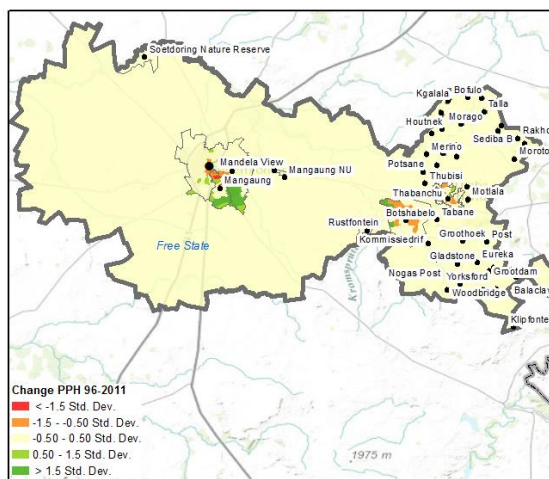 Soetdoring Nature Reserve
Kgalala
Bofulo
Talla
Houtnek
Morago
Sediba
Rakho
Merino
Moroto
Potsane
Mandela View
Mangaung NU
Thubisi
Mangaung
Thabanchu
Motlala
Botshabelo
Tabane
Rustfontein
Kommissiedrif
Groothoek
Post
Free State
Gladstone
Eureka
Nogas Post
Yorksford
Grootdam
Woodbridge
Balaclav
Klipfonte
Change PPH 96-2011
< -1.5 Std. Dev.
-1.5 - -0.50 Std. Dev.
-0.50 - 0.50 Std. Dev.
0.50 - 1.5 Std. Dev.
> 1.5 Std. Dev.
1975 m